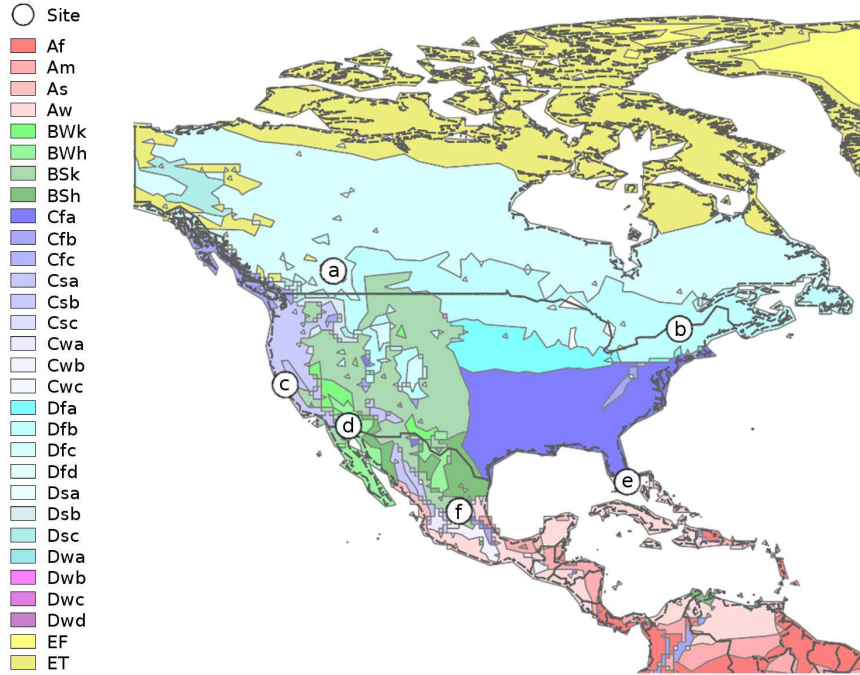 Site
Af
Am
As
Aw
BWk
BWh
BSk
BSh
Cfa
Cfb
Cfc
Csa
Csb
Csc
Cwa
Cwb
Cwc
Dfa
Dfb
Dfc
Dfd
Dsa
Dsb
Dsc
Dwa
Dwb
Dwc
Dwd
EF
ET
a
b
c
d
e
f